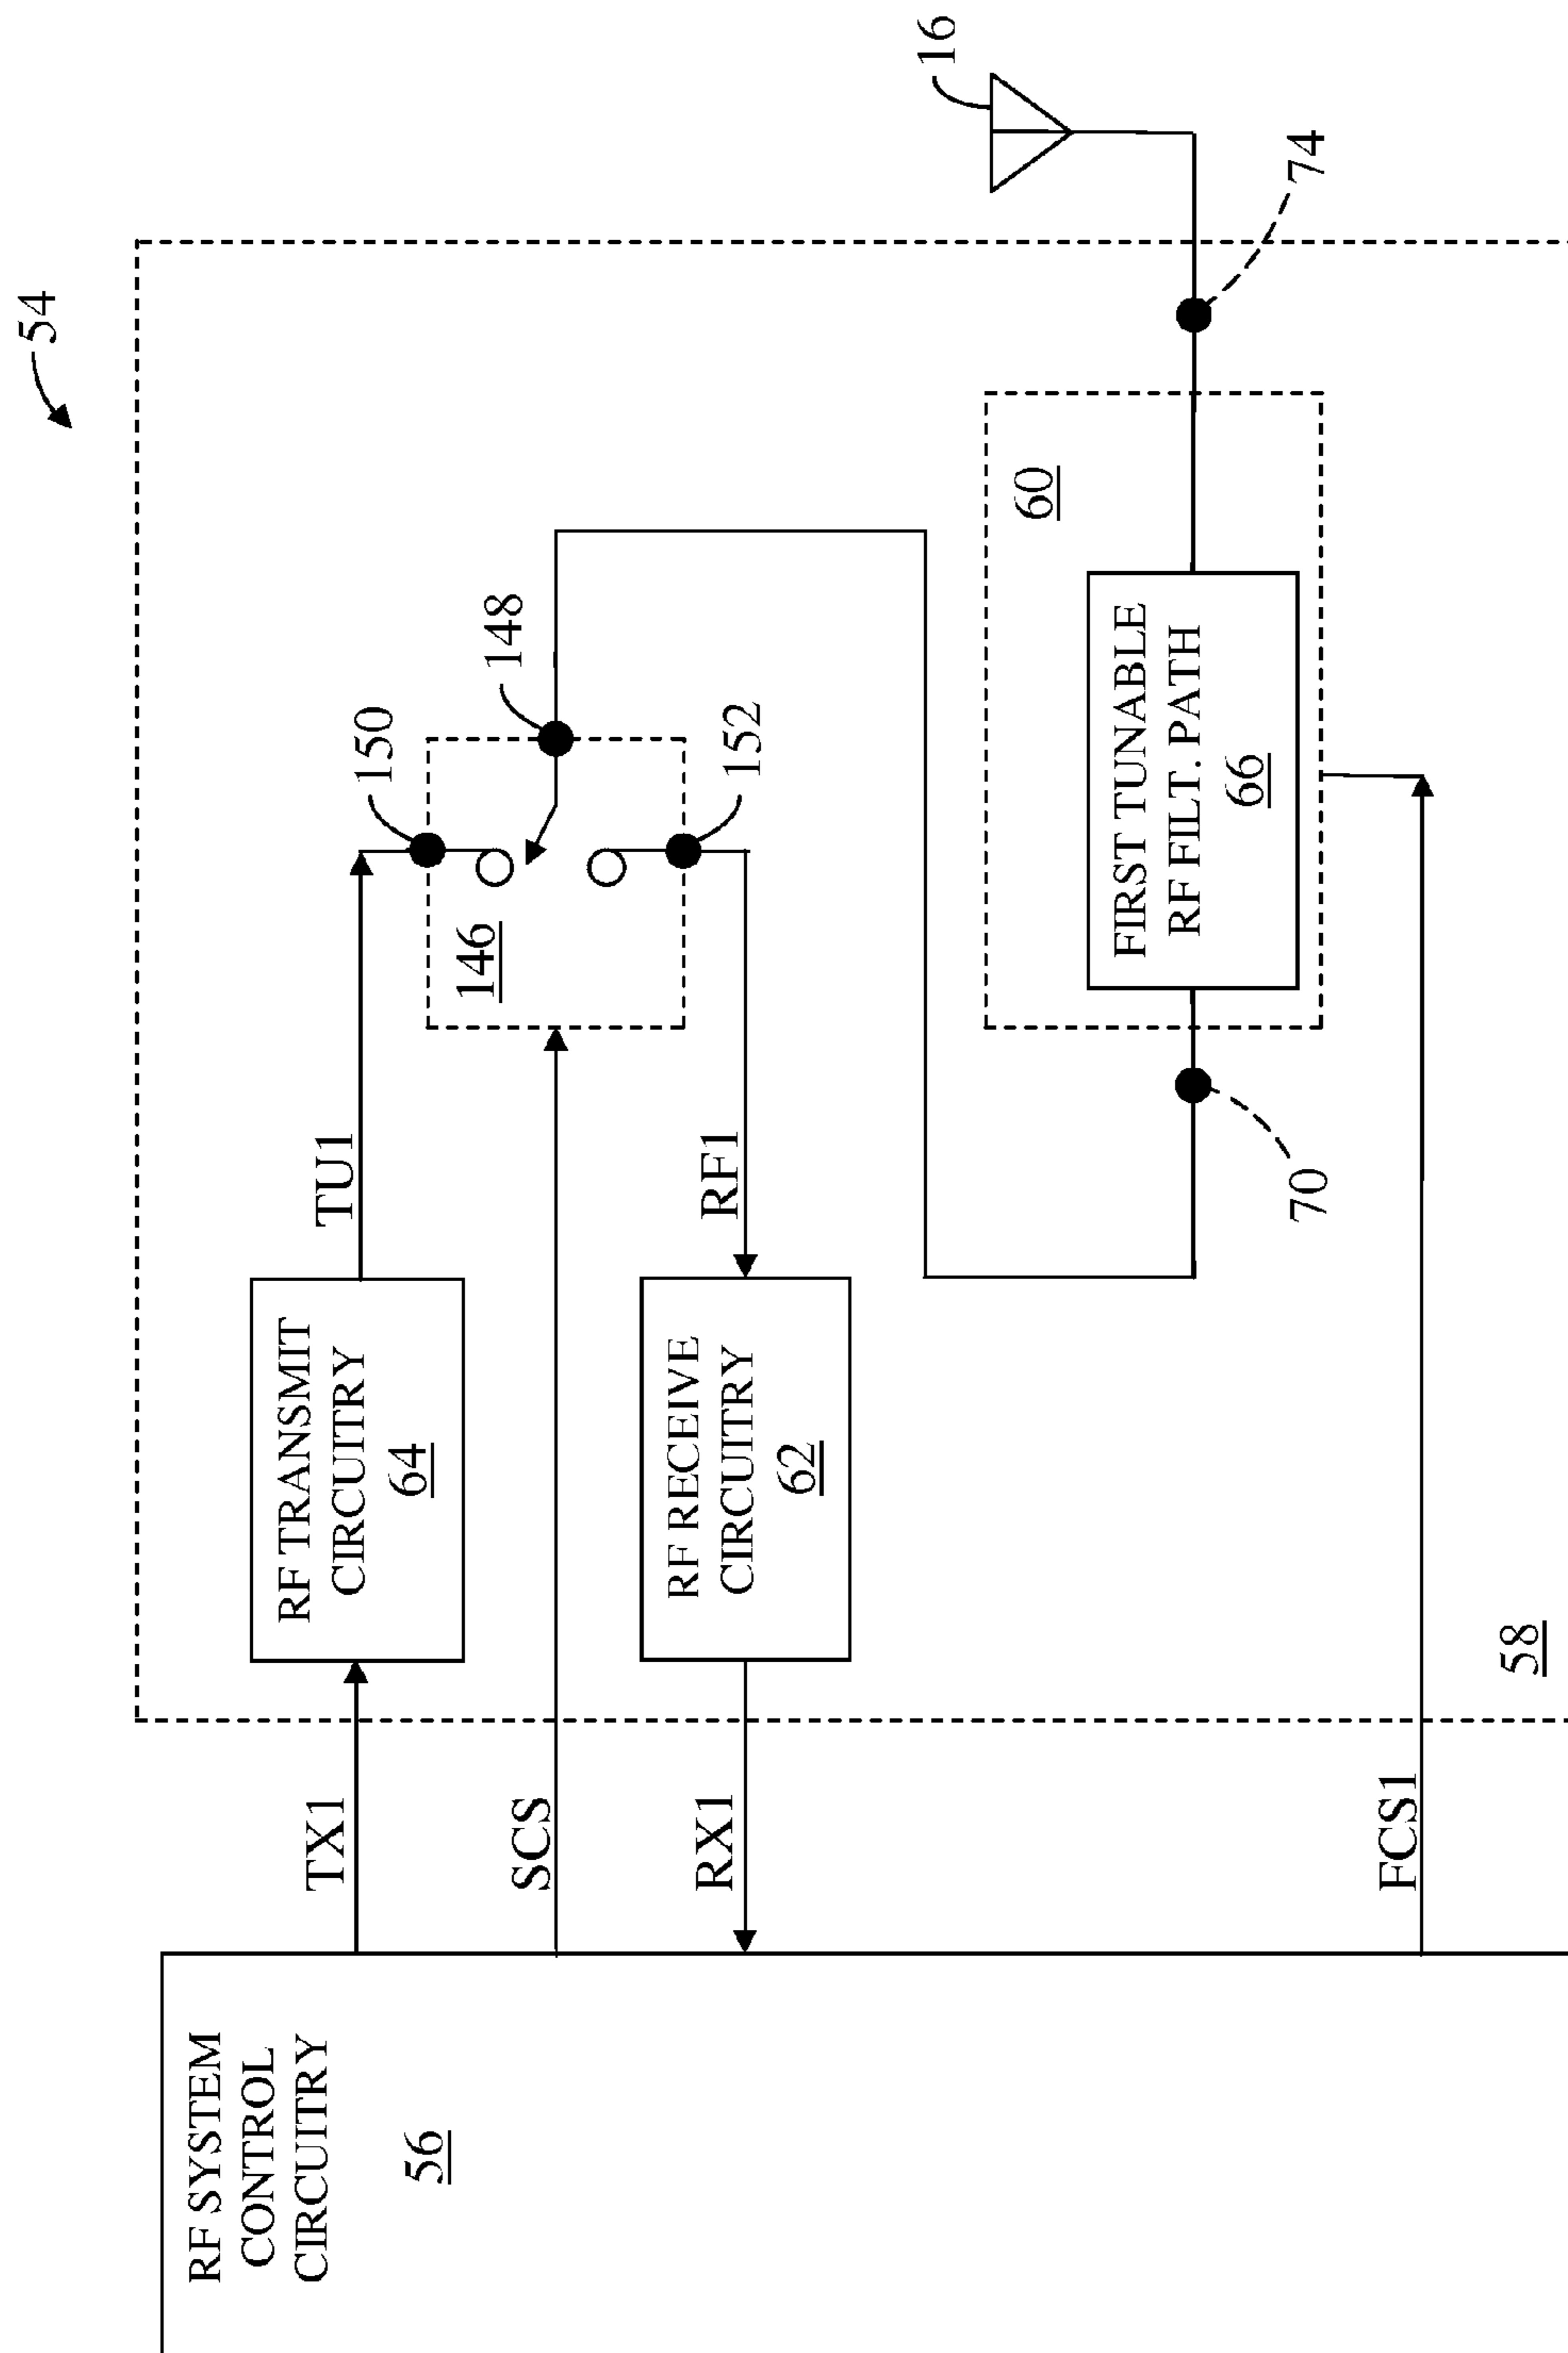 54
16
74
150
148
152
146
TU1
RF1
60
FIRST TUNABLE
RF FILT. PATH
66
70
RF TRANSMIT
CIRCUITRY
64
RF RECEIVE
CIRCUITRY
62
58
TX1
SCS
RX1
FCS1
RF SYSTEM
CONTROL
CIRCUITRY
56